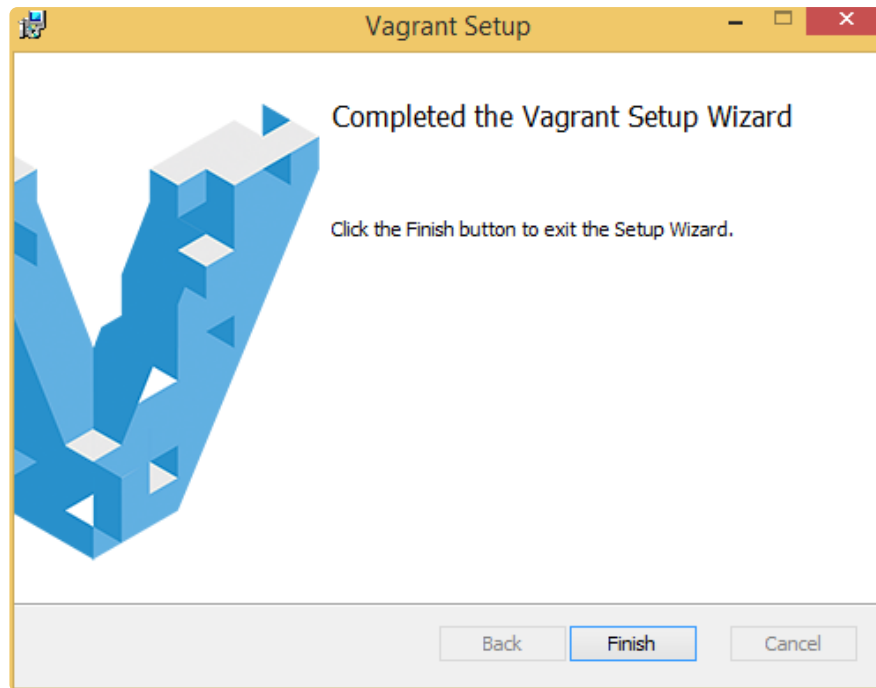 Vagrant Setup
Completed the Vagrant Setup Wizard
Click the Finish button to exit the Setup Wizard.
Back Finish Cancel